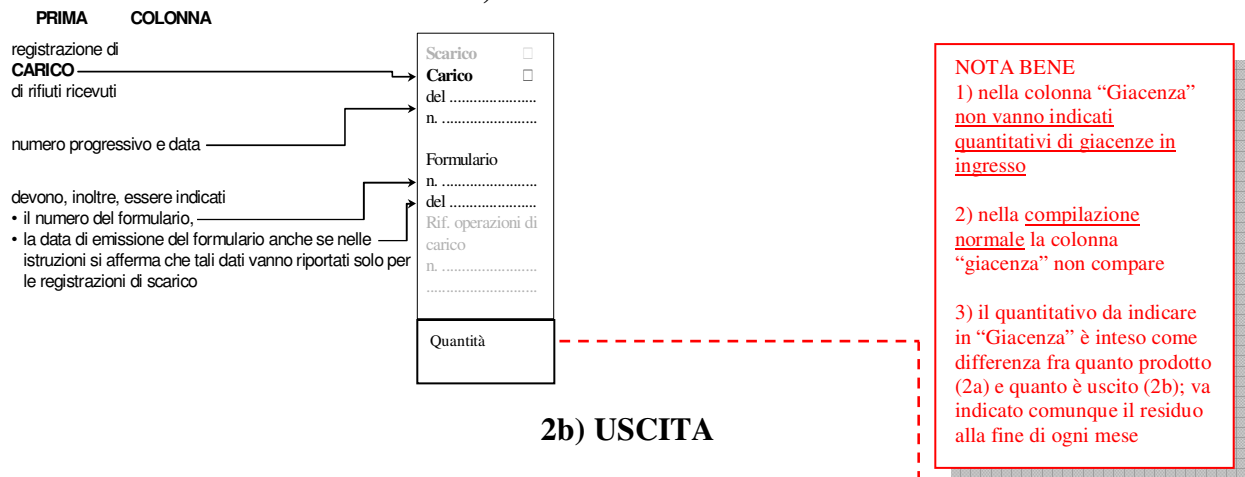 PRIMA COLONNA
registrazione di
CARICO
di rifiuti ricevuti
numero progressivo e data
devono, inoltre, essere indicati
• il numero del formulario,
• la data di emissione del formulario anche se nelle
istruzioni si afferma che tali dati vanno riportati solo per
le registrazioni di scarico
Scarico □
Carico □
del ......................
n. .......................
Formulario
n. .......................
del ......................
Rif. operazioni di
carico
n. .......................
...........................
Quantità
2b) USCITA
NOTA BENE
1) nella colonna “Giacenza”
non vanno indicati
quantitativi di giacenze in
ingresso
2) nella compilazione
normale la colonna
“giacenza” non compare
3) il quantitativo da indicare
in “Giacenza” è inteso come
differenza fra quanto prodotto
(2a) e quanto è uscito (2b); va
indicato comunque il residuo
alla fine di ogni mese